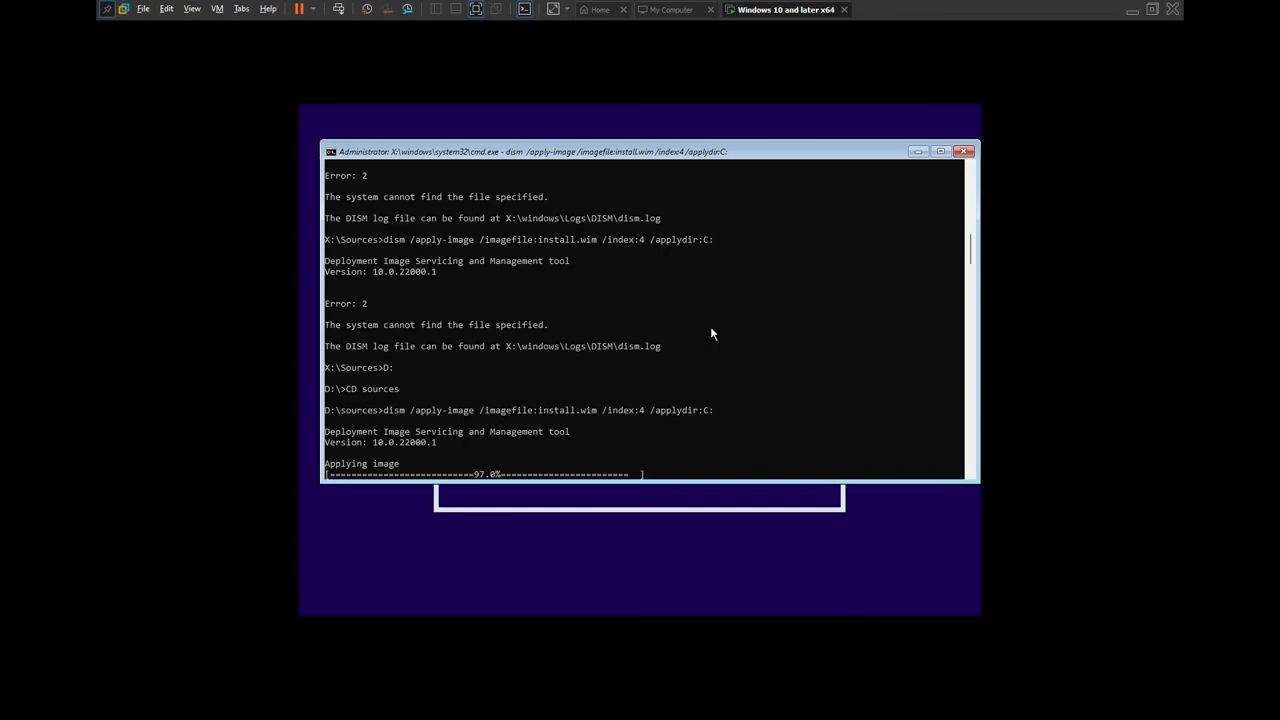 File Edit View VM Tabs Help Home My Computer Windows 10 and later x64
Administrator: X:\windows\system32\cmd.exe - dism /apply-image /imagefile:install.wim /index:4 /applydir:C:
Error: 2
The system cannot find the file specified.
The DISM log file can be found at X:\windows\Logs\DISM\dism.log
X:\Sources>dism /apply-image /imagefile:install.wim /index:4 /applydir:C:
Deployment Image Servicing and Management tool
Version: 10.0.22000.1
Error: 2
The system cannot find the file specified.
The DISM log file can be found at X:\windows\Logs\DISM\dism.log
X:\Sources>D:
D:\>CD sources
D:\sources>dism /apply-image /imagefile:install.wim /index:4 /applydir:C:
Deployment Image Servicing and Management tool
Version: 10.0.22000.1
Applying image
[===========================97.0%========================  ]